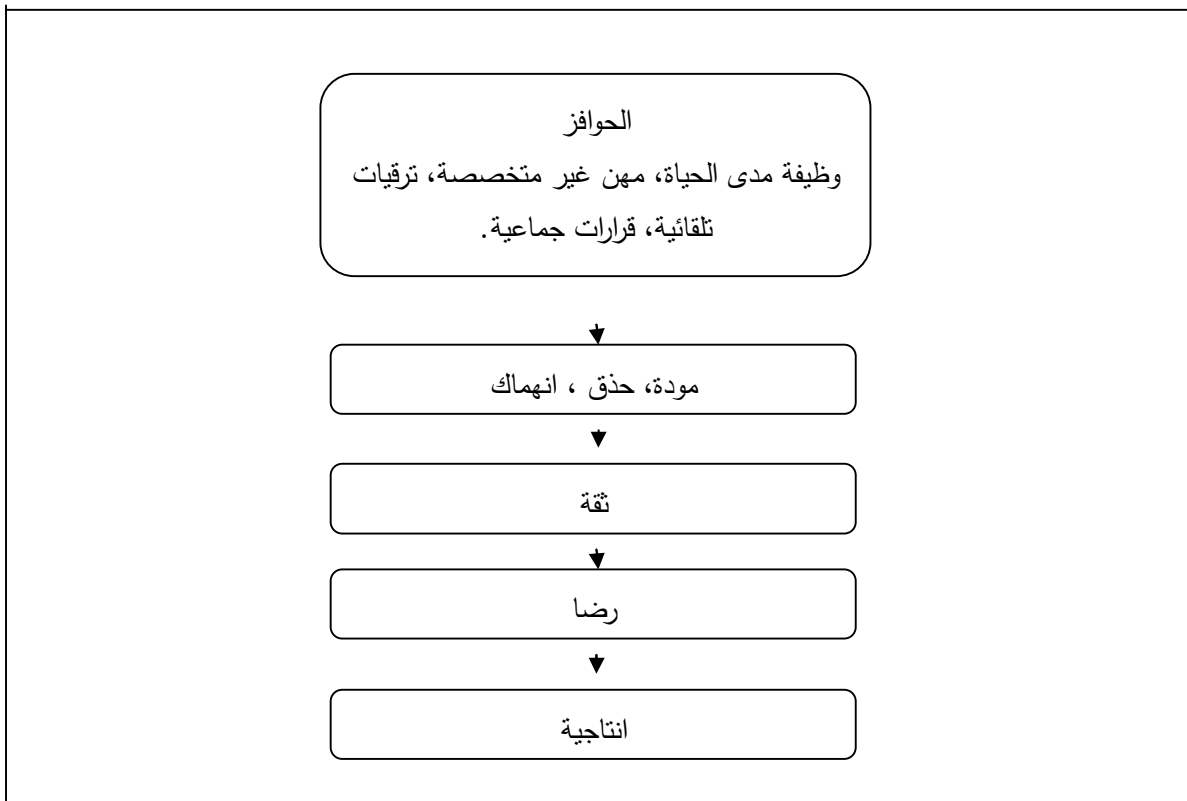 الحوافز
وظيفة مدى الحياة، مهن غير متخصصة، ترقيات
تلقائية، قرارات جماعية.
مودة، حذق ، انهماك
ثقة
رضا
انتاجية